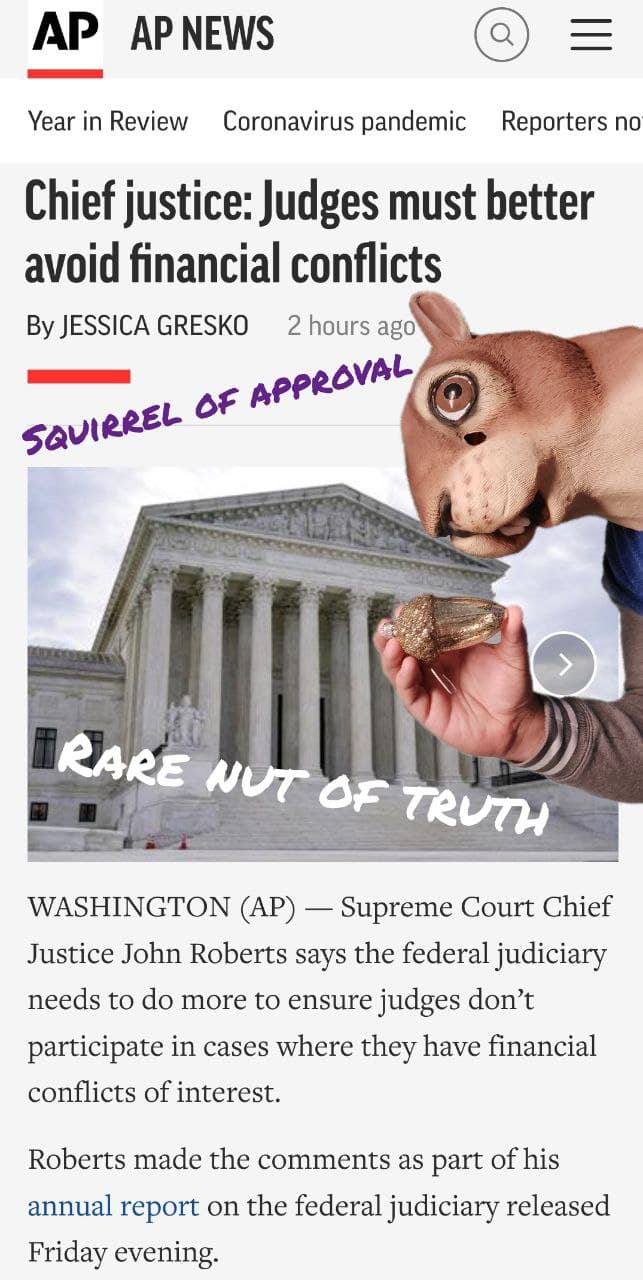 AP AP NEWS
Year in Review Coronavirus pandemic Reporters no
Chief justice: Judges must better
avoid financial conflicts
By JESSICA GRESKO 2 hours ago
SQUIRREL OF APPROVAL
RARE NUT OF TRUTH
WASHINGTON (AP) — Supreme Court Chief
Justice John Roberts says the federal judiciary
needs to do more to ensure judges don’t
participate in cases where they have financial
conflicts of interest.
Roberts made the comments as part of his
annual report on the federal judiciary released
Friday evening.